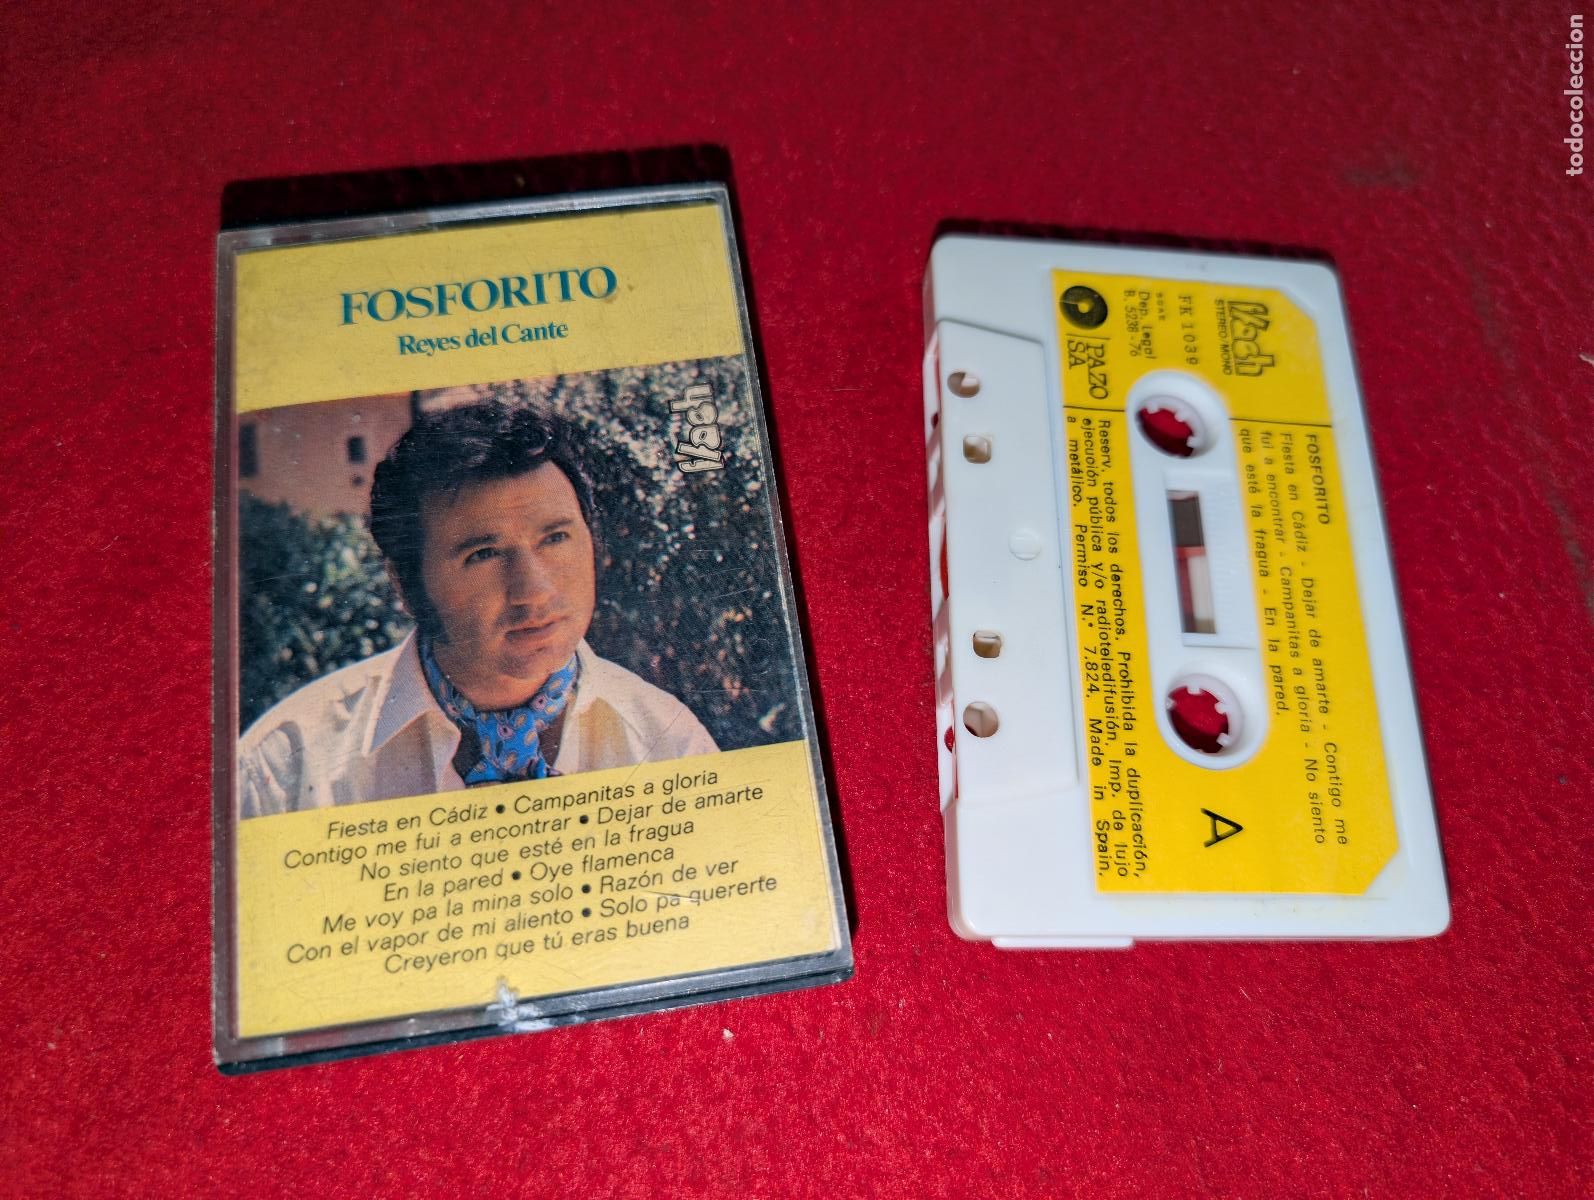 FOSFORITO
Reyes del Cante
Fiesta en Cádiz • Campanitas a gloria
Contigo me fui a encontrar • Dejar de amarte
No siento que esté en la fragua
En la pared • Oye flamenca
Me voy pa la mina solo • Razón de ver
Con el vapor de mi aliento • Solo pa quererte
Creyeron que tú eras buena
STEREO/MONO
FK 1039
SGAE
Dep. Legal
B. 5238-76
PAZO
SA
FOSFORITO
Fiesta en Cádiz - Dejar de amarte - Contigo me
fui a encontrar - Campanitas a gloria - No siento
que esté la fragua - En la pared.
A
Reserv. todos los derechos. Prohibida la duplicación,
ejecución pública y/o radioteledifusión. Imp. de lujo
a metálico. Permiso N.º 7.824. Made in Spain.
todocoleccion